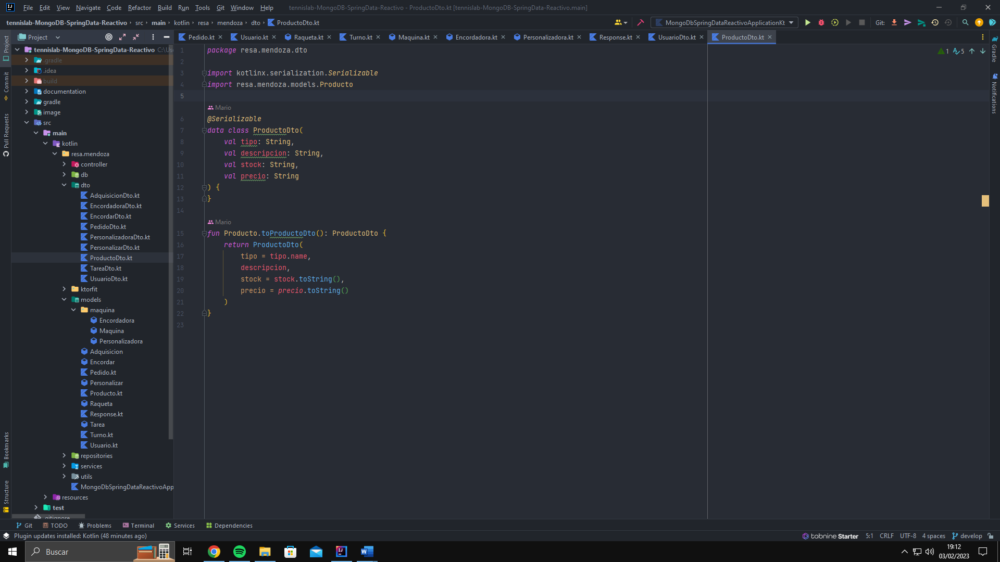 File Edit View Navigate Code Refactor Build Run Tools Git Window Help tennislab-MongoDB-SpringData-Reactivo - ProductoDto.kt [tennislab-MongoDB-SpringData-Reactivo.main]
tennislab-MongoDB-SpringData-Reactivo > src > main > kotlin > resa > mendoza > dto > ProductoDto.kt MongoDbSpringDataReactivoApplicationKt Git:
Project
Pedido.kt Usuario.kt Raqueta.kt Turno.kt Maquina.kt Encordadora.kt Personalizadora.kt Response.kt UsuarioDto.kt ProductoDto.kt
Project
Commit
Pull Requests
Bookmarks
Structure
tennislab-MongoDB-SpringData-Reactivo C:\Us
.gradle
.idea
build
documentation
gradle
image
src
main
kotlin
resa.mendoza
controller
db
dto
AdquisicionDto.kt
EncordadoraDto.kt
EncordarDto.kt
PedidoDto.kt
PersonalizadoraDto.kt
PersonalizarDto.kt
ProductoDto.kt
TareaDto.kt
UsuarioDto.kt
ktorfit
models
maquina
Encordadora
Maquina
Personalizadora
Adquisicion
Encordar
Pedido.kt
Personalizar
Producto.kt
Raqueta
Response.kt
Tarea
Turno.kt
Usuario.kt
repositories
services
utils
MongoDbSpringDataReactivoApp
resources
test
.gitignore
1 package resa.mendoza.dto
2
3 import kotlinx.serialization.Serializable
4 import resa.mendoza.models.Producto
5
Mario
6 @Serializable
7 data class ProductoDto(
8 val tipo: String,
9 val descripcion: String,
10 val stock: String,
11 val precio: String
12 ) {
13 }
14
Mario
15 fun Producto.toProductoDto(): ProductoDto {
16 return ProductoDto(
17 tipo = tipo.name,
18 descripcion,
19 stock = stock.toString(),
20 precio = precio.toString()
21 )
22 }
23
1 5
Gradle
Notifications
Git TODO Problems Terminal Services Dependencies
Plugin updates installed: Kotlin (48 minutes ago) tabnine Starter 5:1 CRLF UTF-8 4 spaces develop
Buscar
19:12
03/02/2023